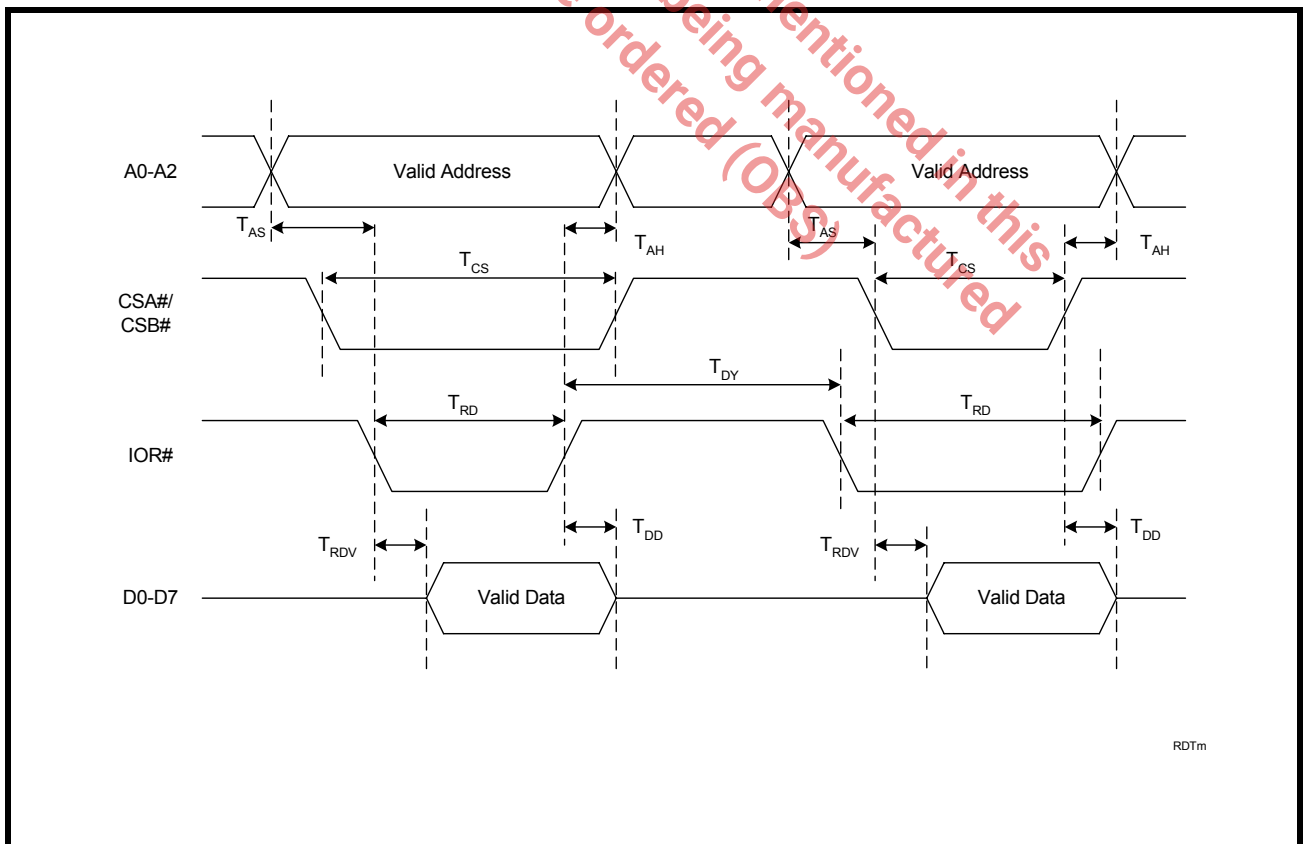 mentioned in this
being manufactured
ordered (OBS)
A0-A2
Valid Address
Valid Address
TAS
TAH
TAS
TAH
TCS
TCS
CSA#/
CSB#
TDY
TRD
TRD
IOR#
TRDV
TDD
TRDV
TDD
D0-D7
Valid Data
Valid Data
RDTm